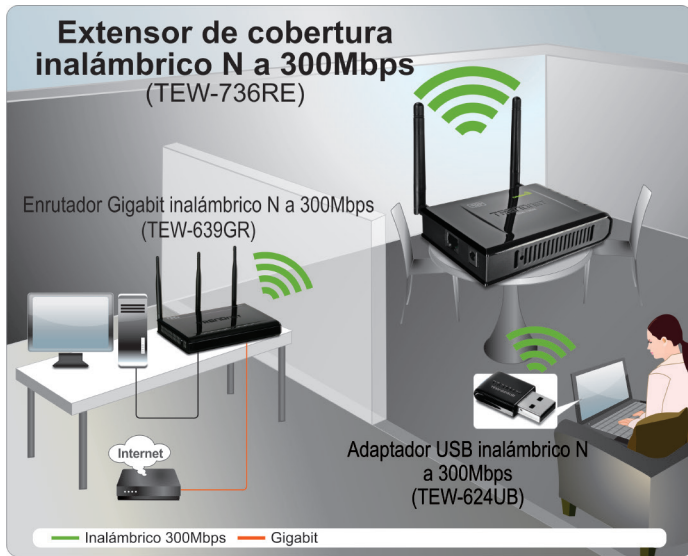 Extensor de cobertura
inalámbrico N a 300Mbps
(TEW-736RE)
Enrutador Gigabit inalámbrico N a 300Mbps
(TEW-639GR)
Internet
Adaptador USB inalámbrico N
a 300Mbps
(TEW-624UB)
Inalámbrico 300Mbps
Gigabit